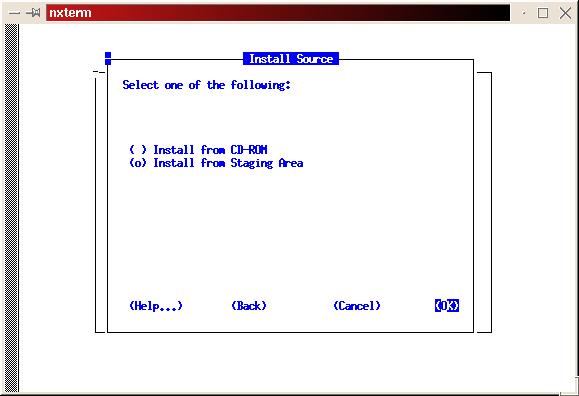 nxterm
Install Source
Select one of the following:
( ) Install from CD-ROM
(o) Install from Staging Area
(Help...) (Back) (Cancel) (OK)